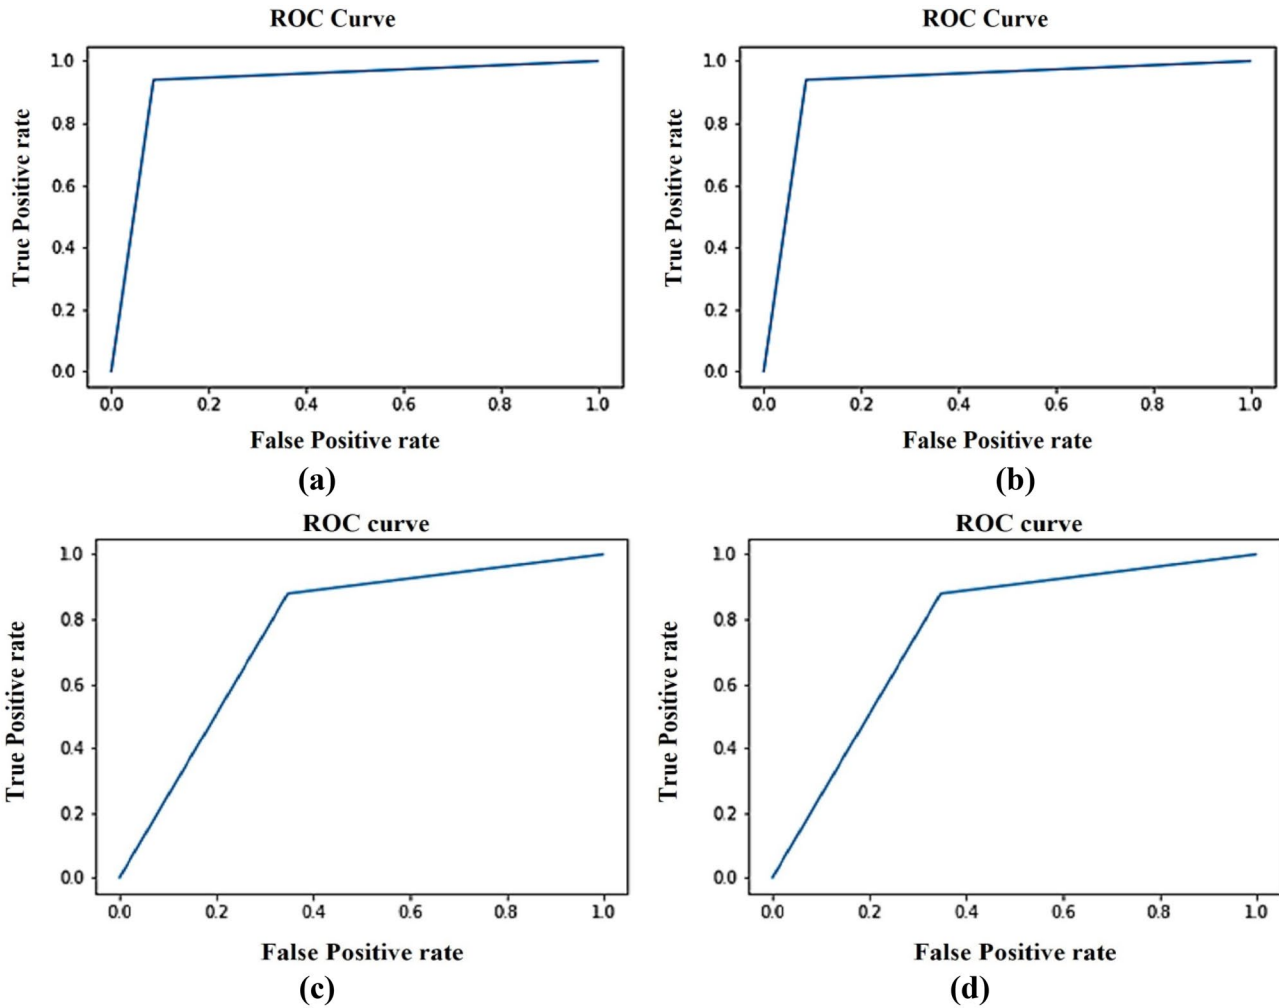 ROC Curve
1.0
0.8
0.6
0.4
0.2
0.0
True Positive rate
0.0 0.2 0.4 0.6 0.8 1.0
False Positive rate
(a)
ROC Curve
1.0
0.8
0.6
0.4
0.2
0.0
True Positive rate
0.0 0.2 0.4 0.6 0.8 1.0
False Positive rate
(b)
ROC curve
1.0
0.8
0.6
0.4
0.2
0.0
True Positive rate
0.0 0.2 0.4 0.6 0.8 1.0
False Positive rate
(c)
ROC curve
1.0
0.8
0.6
0.4
0.2
0.0
True Positive rate
0.0 0.2 0.4 0.6 0.8 1.0
False Positive rate
(d)